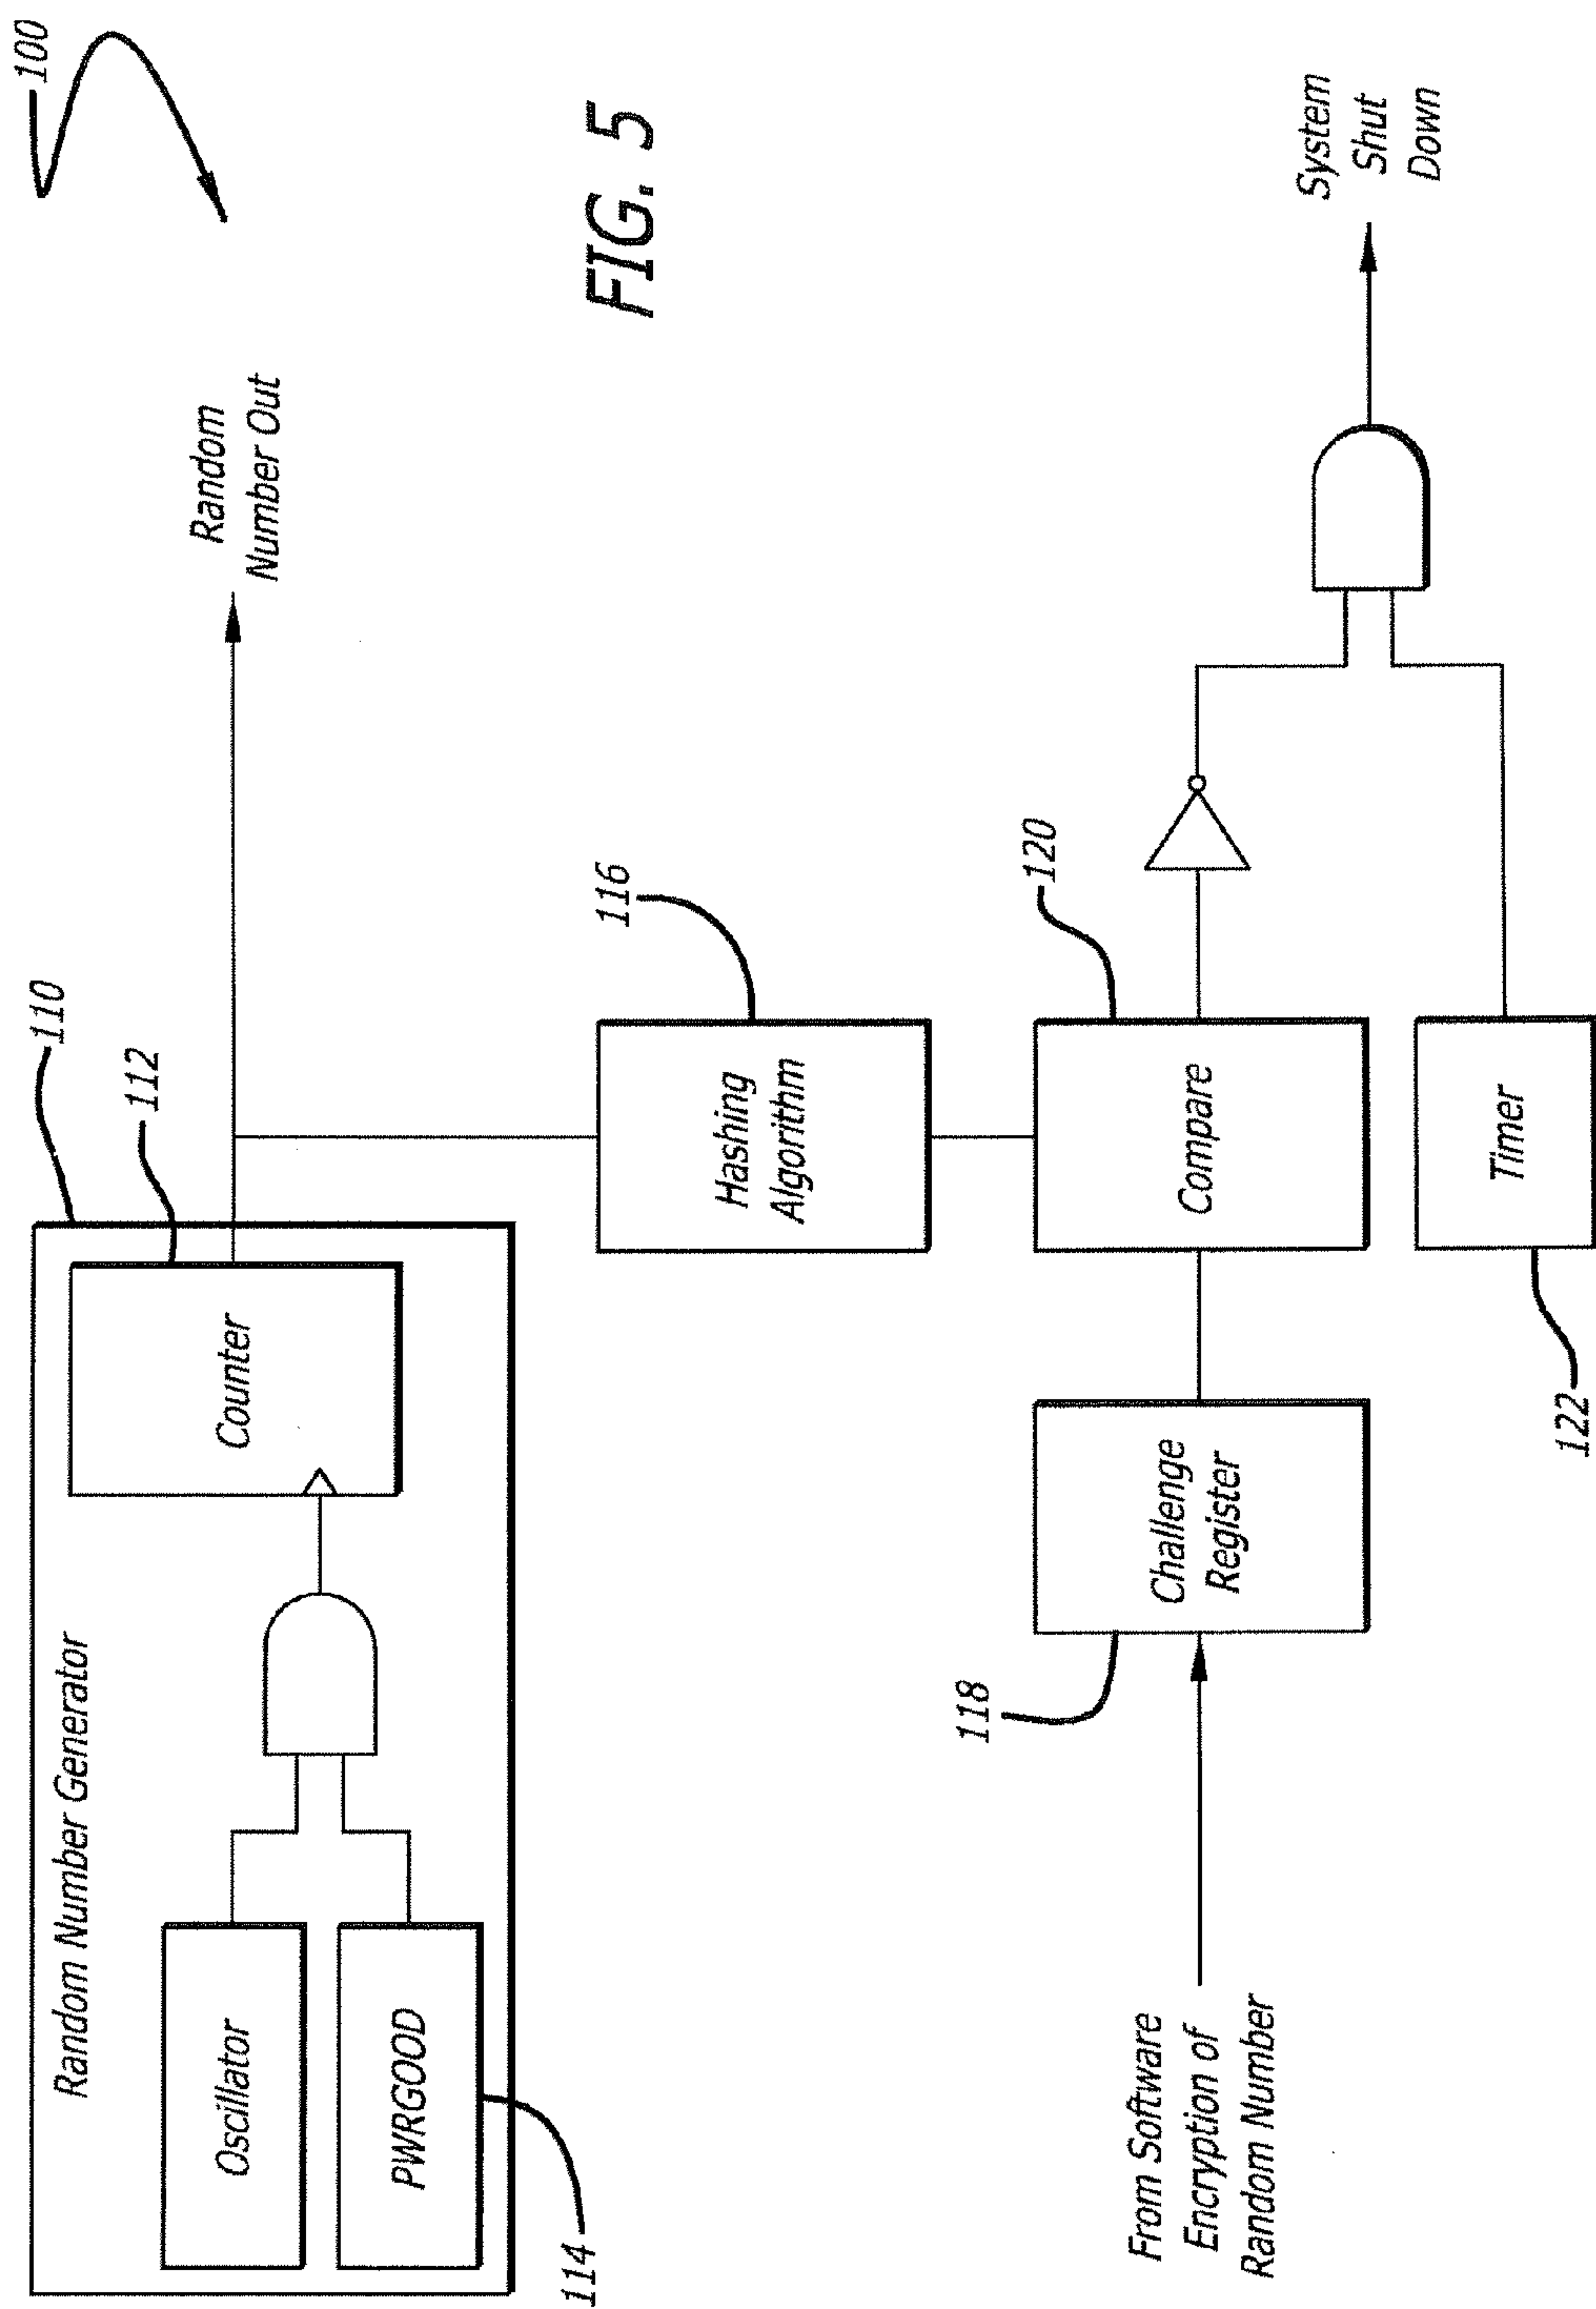 100
110
Random Number Generator
112
Oscillator
PWRGOOD
Counter
Random
Number Out
114
116
Hashing
Algorithm
FIG. 5
118
120
From Software
Encryption of
Random Number
Challenge
Register
Compare
System
Shut
Down
Timer
122